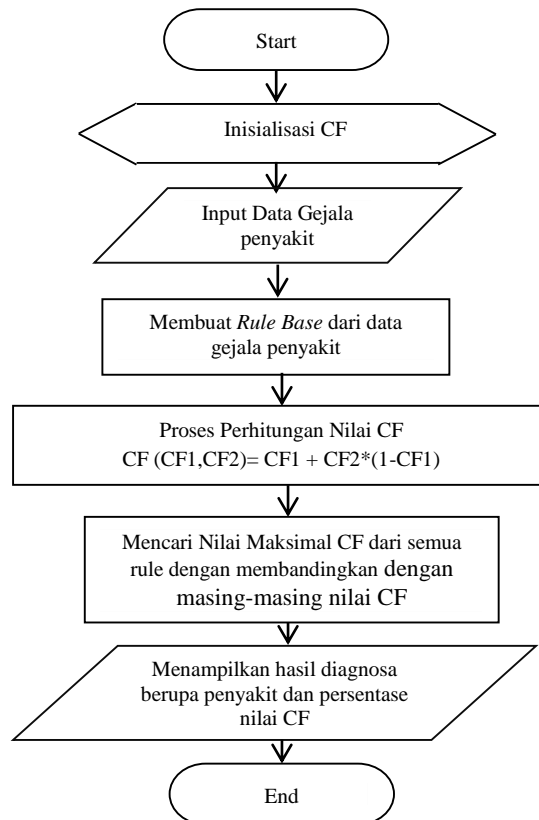 Start
Inisialisasi CF
Input Data Gejala
penyakit
Membuat Rule Base dari data
gejala penyakit
Proses Perhitungan Nilai CF
CF (CF1,CF2)= CF1 + CF2*(1-CF1)
Mencari Nilai Maksimal CF dari semua
rule dengan membandingkan dengan
masing-masing nilai CF
Menampilkan hasil diagnosa
berupa penyakit dan persentase
nilai CF
End